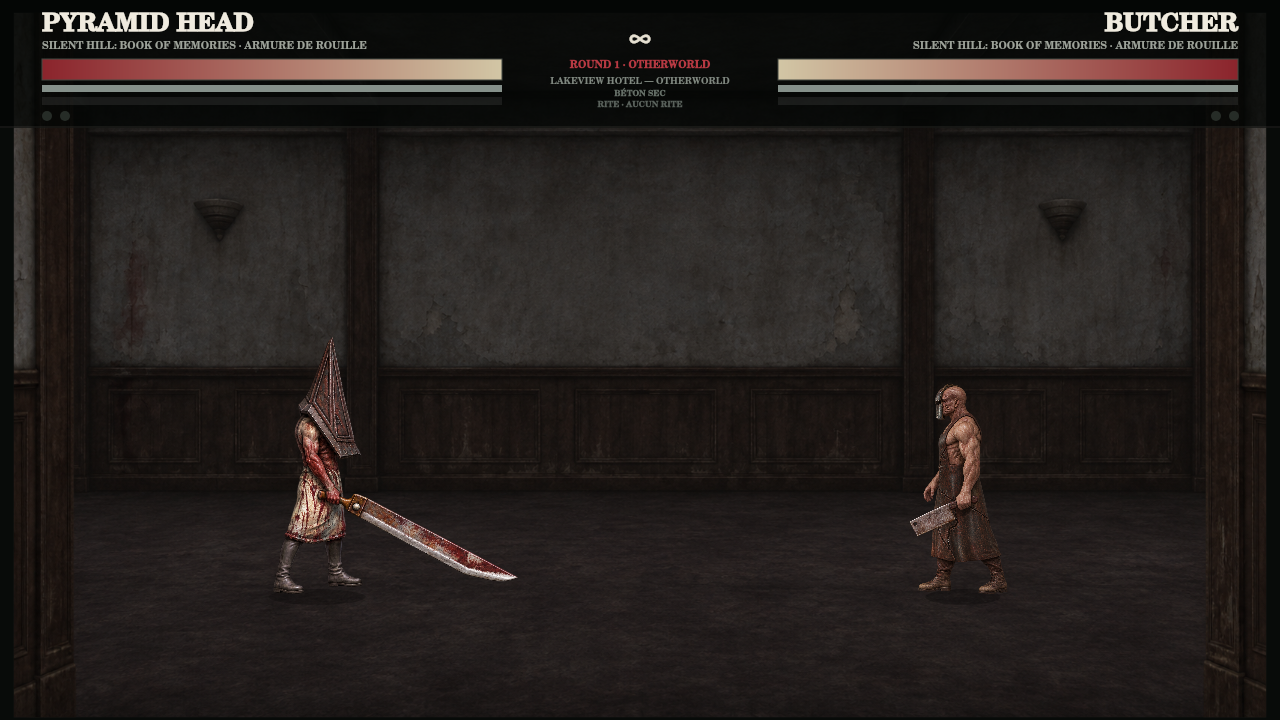 PYRAMID HEAD
SILENT HILL: BOOK OF MEMORIES · ARMURE DE ROUILLE
∞
ROUND 1 · OTHERWORLD
LAKEVIEW HOTEL — OTHERWORLD
BÉTON SEC
RITE · AUCUN RITE
BUTCHER
SILENT HILL: BOOK OF MEMORIES · ARMURE DE ROUILLE